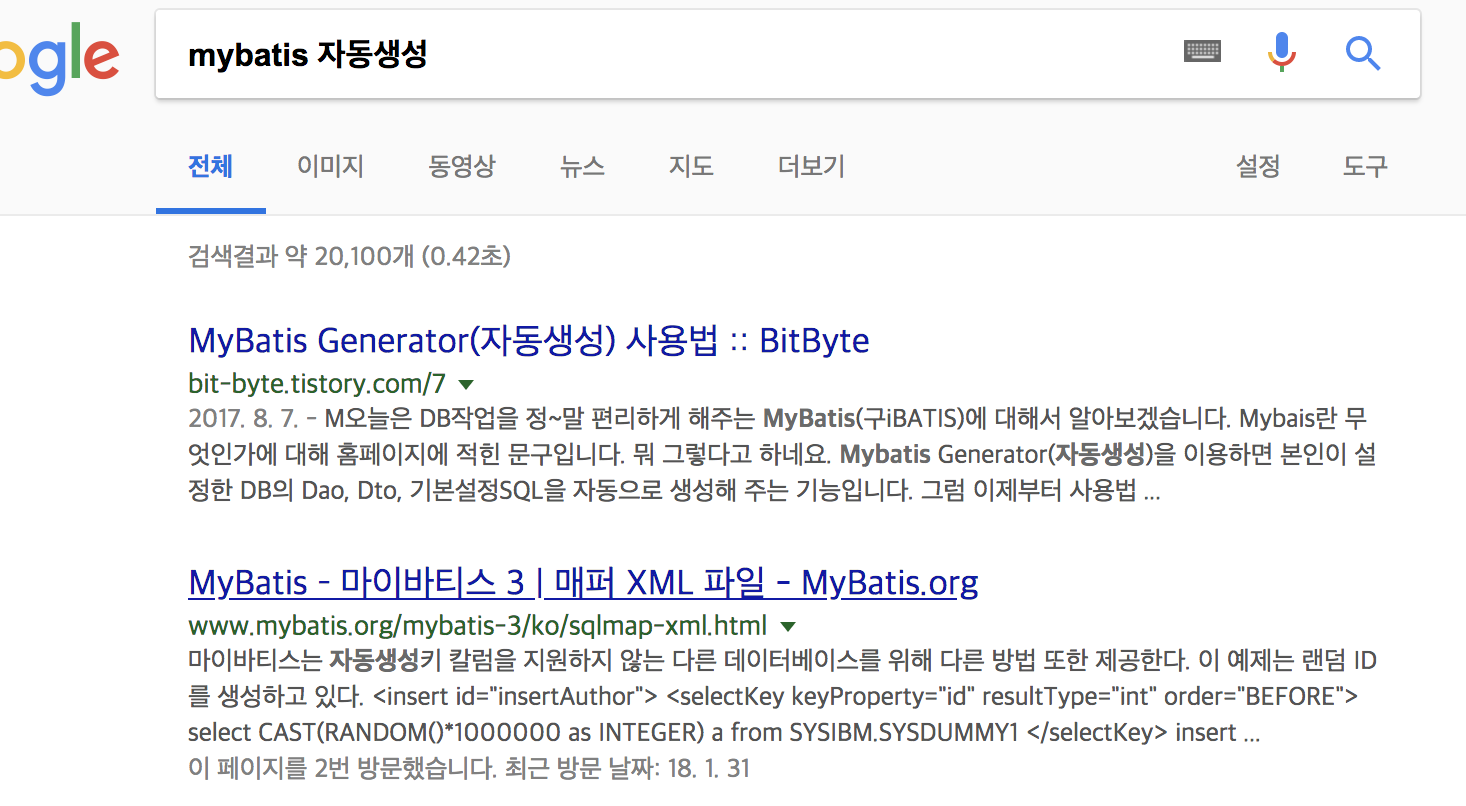 ogle
mybatis 자동생성
전체 이미지 동영상 뉴스 지도 더보기 설정 도구
검색결과 약 20,100개 (0.42초)
MyBatis Generator(자동생성) 사용법 :: BitByte
bit-byte.tistory.com/7
2017. 8. 7. - M오늘은 DB작업을 정~말 편리하게 해주는 MyBatis(구iBATIS)에 대해서 알아보겠습니다. Mybais란 무
엇인가에 대해 홈페이지에 적힌 문구입니다. 뭐 그렇다고 하네요. Mybatis Generator(자동생성)을 이용하면 본인이 설
정한 DB의 Dao, Dto, 기본설정SQL을 자동으로 생성해 주는 기능입니다. 그럼 이제부터 사용법 ...
MyBatis - 마이바티스 3 | 매퍼 XML 파일 - MyBatis.org
www.mybatis.org/mybatis-3/ko/sqlmap-xml.html
마이바티스는 자동생성키 칼럼을 지원하지 않는 다른 데이터베이스를 위해 다른 방법 또한 제공한다. 이 예제는 랜덤 ID
를 생성하고 있다. <insert id="insertAuthor"> <selectKey keyProperty="id" resultType="int" order="BEFORE">
select CAST(RANDOM()*1000000 as INTEGER) a from SYSIBM.SYSDUMMY1 </selectKey> insert ...
이 페이지를 2번 방문했습니다. 최근 방문 날짜: 18. 1. 31